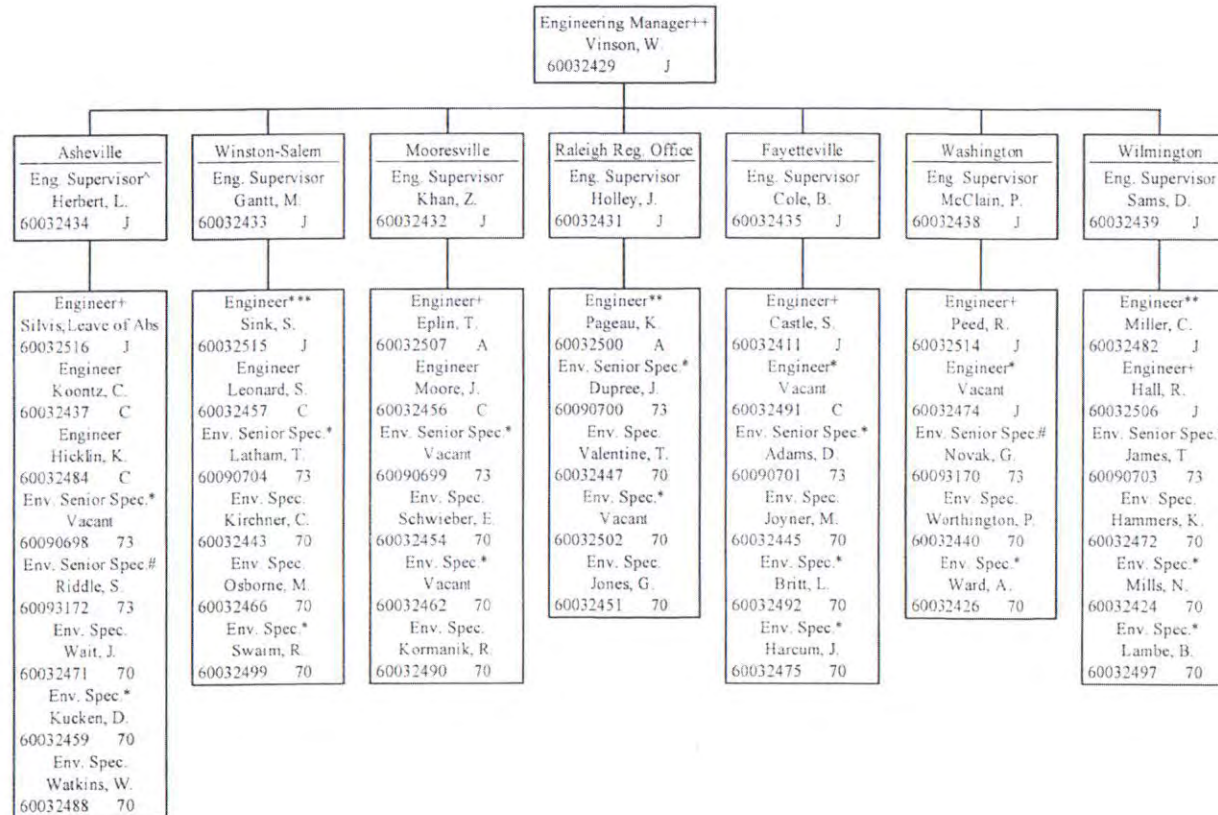 Engineering Manager++
Vinson, W.
60032429 J
Asheville
Eng. Supervisor^
Herbert, L.
60032434 J
Winston-Salem
Eng. Supervisor
Gantt, M.
60032433 J
Mooresville
Eng. Supervisor
Khan, Z.
60032432 J
Raleigh Reg. Office
Eng. Supervisor
Holley, J.
60032431 J
Fayetteville
Eng. Supervisor
Cole, B.
60032435 J
Washington
Eng. Supervisor
McClain, P.
60032438 J
Wilmington
Eng. Supervisor
Sams, D.
60032439 J
Engineer+
Silvis, Leave of Abs
60032516 J
Engineer
Koontz, C.
60032437 C
Engineer
Hicklin, K.
60032484 C
Env. Senior Spec.*
Vacant
60090698 73
Env. Senior Spec.#
Riddle, S.
60093172 73
Env. Spec.
Wait, J.
60032471 70
Env. Spec.*
Kucken, D.
60032459 70
Env. Spec.
Watkins, W.
60032488 70
Engineer***
Sink, S.
60032515 J
Engineer
Leonard, S.
60032457 C
Env. Senior Spec.*
Latham, T.
60090704 73
Env. Spec.
Kirchner, C.
60032443 70
Env. Spec.
Osborne, M.
60032466 70
Env. Spec.*
Swaim, R.
60032499 70
Engineer+
Eplin, T.
60032507 A
Engineer
Moore, J.
60032456 C
Env. Senior Spec.*
Vacant
60090699 73
Env. Spec.
Schwieber, E.
60032454 70
Env. Spec.*
Vacant
60032462 70
Env. Spec.
Kormanik, R.
60032490 70
Engineer**
Pageau, K.
60032500 A
Env. Senior Spec.*
Dupree, J.
60090700 73
Env. Spec.
Valentine, T.
60032447 70
Env. Spec.*
Vacant
60032502 70
Env. Spec.
Jones, G.
60032451 70
Engineer+
Castle, S.
60032411 J
Engineer*
Vacant
60032491 C
Env. Senior Spec.*
Adams, D.
60090701 73
Env. Spec.
Joyner, M.
60032445 70
Env. Spec.*
Britt, L.
60032492 70
Env. Spec.*
Harcum, J.
60032475 70
Engineer+
Peed, R.
60032514 J
Engineer*
Vacant
60032474 J
Env. Senior Spec.#
Novak, G.
60093170 73
Env. Spec.
Worthington, P.
60032440 70
Env. Spec.*
Ward, A.
60032426 70
Engineer**
Miller, C.
60032482 J
Engineer+
Hall, R.
60032506 J
Env. Senior Spec.
James, T
60090703 73
Env. Spec.
Hammers, K.
60032472 70
Env. Spec.*
Mills, N.
60032424 70
Env. Spec.*
Lambe, B.
60032497 70